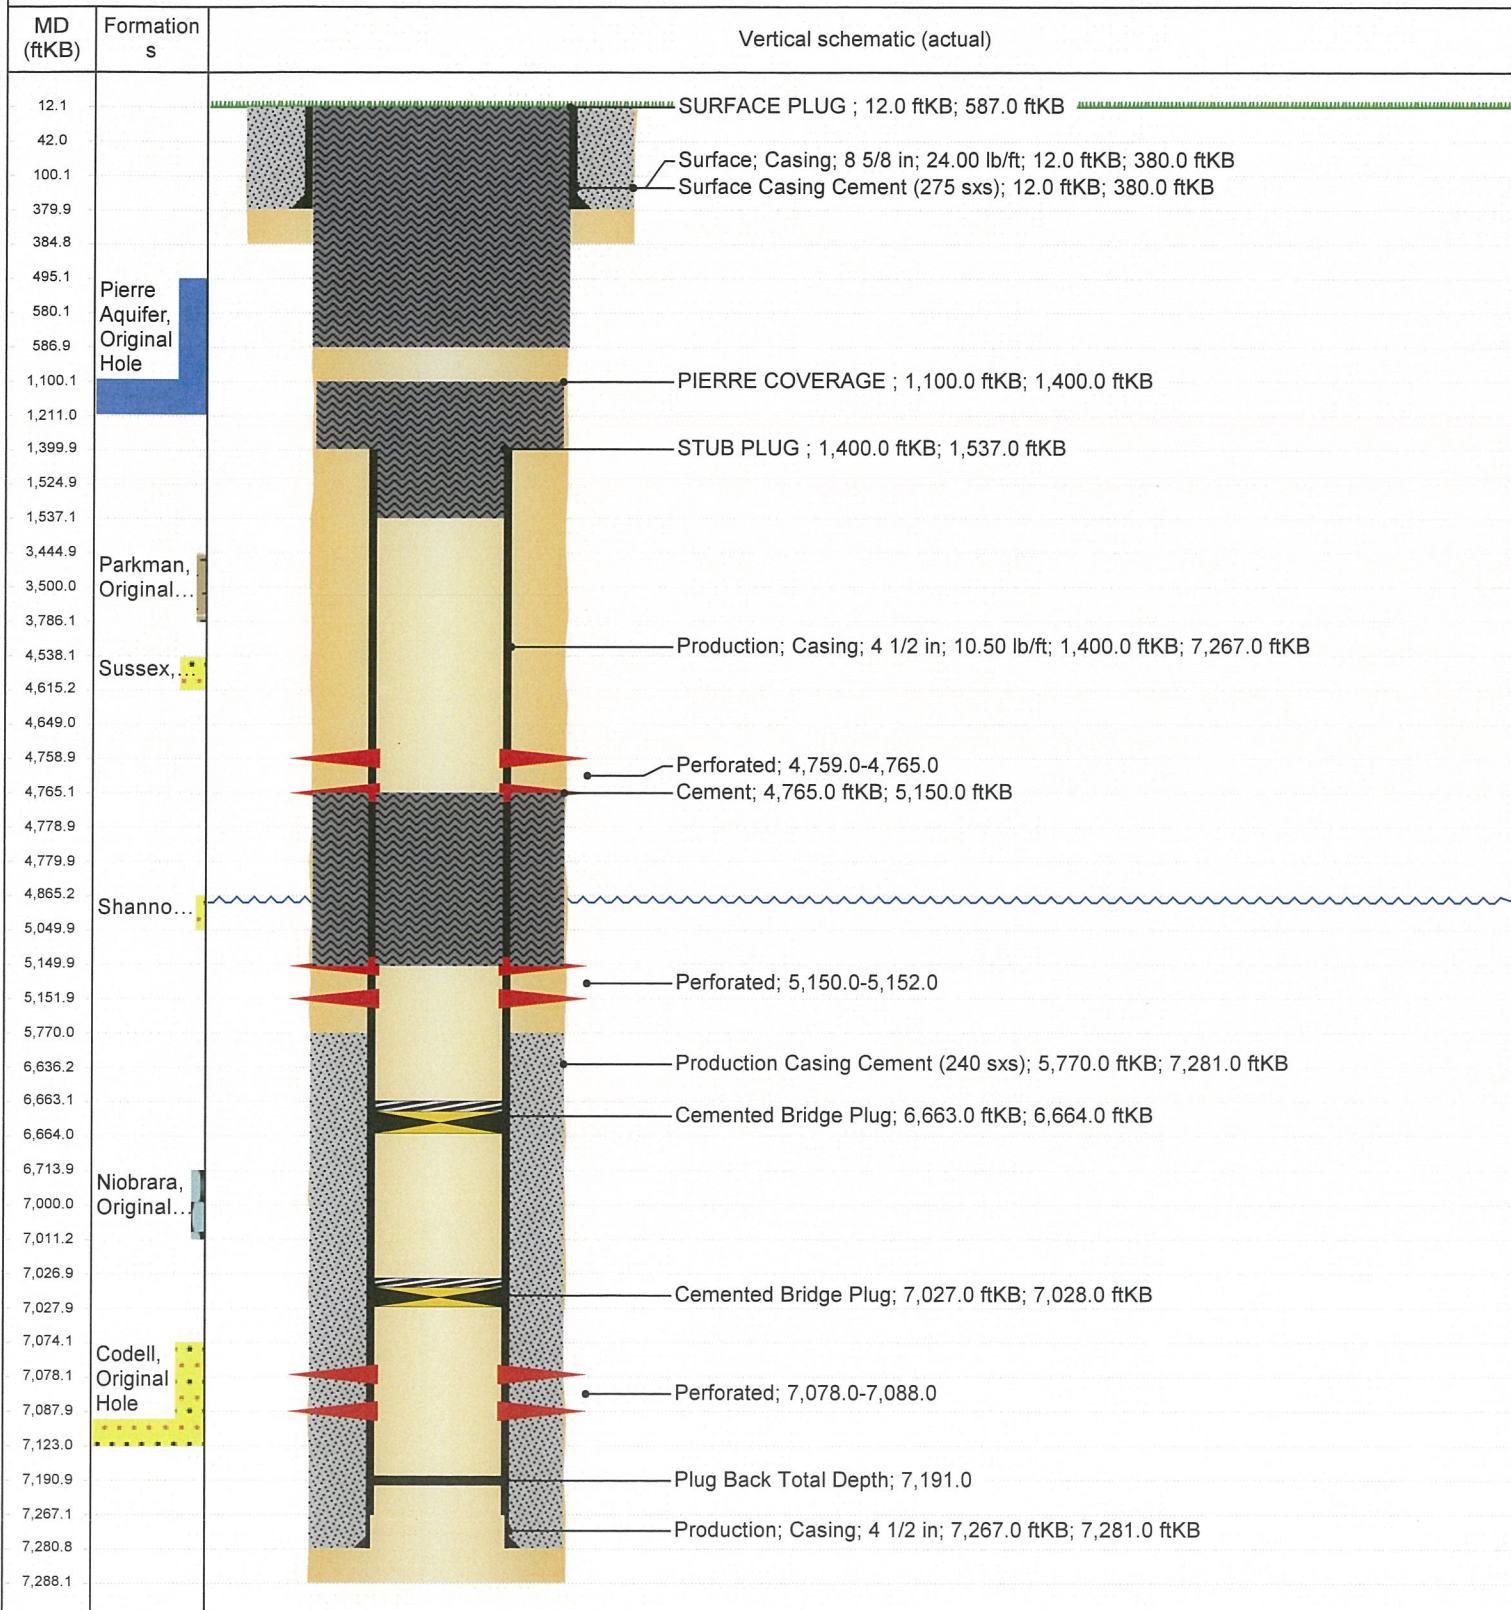 MD
(ftKB)
Formation
s
Vertical schematic (actual)
12.1
42.0
100.1
379.9
384.8
495.1
580.1
586.9
1,100.1
1,211.0
1,399.9
1,524.9
1,537.1
3,444.9
3,500.0
3,786.1
4,538.1
4,615.2
4,649.0
4,758.9
4,765.1
4,778.9
4,779.9
4,865.2
5,049.9
5,149.9
5,151.9
5,770.0
6,636.2
6,663.1
6,664.0
6,713.9
7,000.0
7,011.2
7,026.9
7,027.9
7,074.1
7,078.1
7,087.9
7,123.0
7,190.9
7,267.1
7,280.8
7,288.1
Pierre
Aquifer,
Original
Hole
Parkman,
Original...
Sussex,...
Shanno...
Niobrara,
Original...
Codell,
Original
Hole
SURFACE PLUG ; 12.0 ftKB; 587.0 ftKB
Surface; Casing; 8 5/8 in; 24.00 lb/ft; 12.0 ftKB; 380.0 ftKB
Surface Casing Cement (275 sxs); 12.0 ftKB; 380.0 ftKB
PIERRE COVERAGE ; 1,100.0 ftKB; 1,400.0 ftKB
STUB PLUG ; 1,400.0 ftKB; 1,537.0 ftKB
Production; Casing; 4 1/2 in; 10.50 lb/ft; 1,400.0 ftKB; 7,267.0 ftKB
Perforated; 4,759.0-4,765.0
Cement; 4,765.0 ftKB; 5,150.0 ftKB
Perforated; 5,150.0-5,152.0
Production Casing Cement (240 sxs); 5,770.0 ftKB; 7,281.0 ftKB
Cemented Bridge Plug; 6,663.0 ftKB; 6,664.0 ftKB
Cemented Bridge Plug; 7,027.0 ftKB; 7,028.0 ftKB
Perforated; 7,078.0-7,088.0
Plug Back Total Depth; 7,191.0
Production; Casing; 4 1/2 in; 7,267.0 ftKB; 7,281.0 ftKB